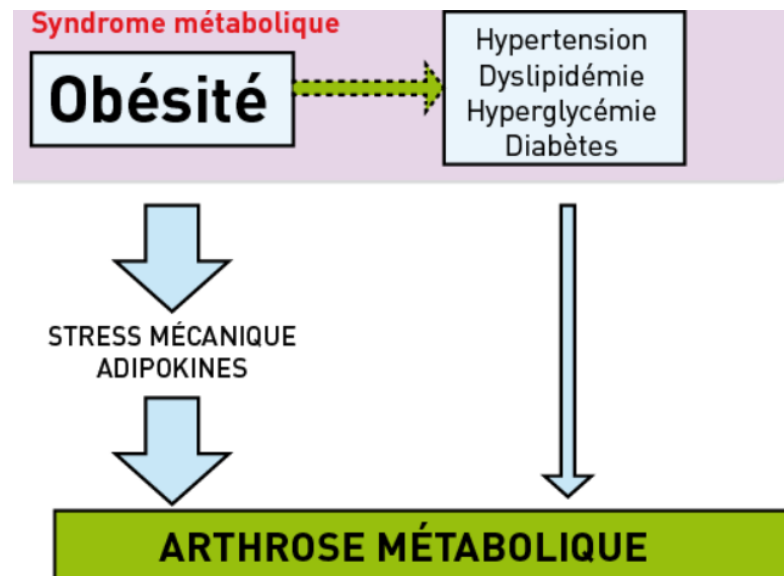 Syndrome métabolique
Obésité
Hypertension
Dyslipidémie
Hyperglycémie
Diabètes
STRESS MÉCANIQUE
ADIPOKINES
ARTHROSE MÉTABOLIQUE